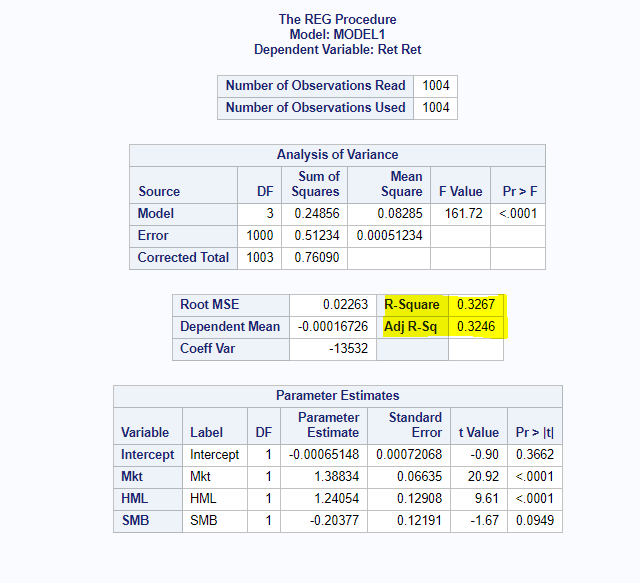 The REG Procedure
Model: MODEL1
Dependent Variable: Ret Ret
Number of Observations Read 1004
Number of Observations Used 1004
Analysis of Variance
Source DF Sum of Squares Mean Square F Value Pr > F
Model 3 0.24856 0.08285 161.72 <.0001
Error 1000 0.51234 0.00051234
Corrected Total 1003 0.76090
Root MSE 0.02263 R-Square 0.3267
Dependent Mean -0.00016726 Adj R-Sq 0.3246
Coeff Var -13532
Parameter Estimates
Variable Label DF Parameter Estimate Standard Error t Value Pr > |t|
Intercept Intercept 1 -0.00065148 0.00072068 -0.90 0.3662
Mkt Mkt 1 1.38834 0.06635 20.92 <.0001
HML HML 1 1.24054 0.12908 9.61 <.0001
SMB SMB 1 -0.20377 0.12191 -1.67 0.0949